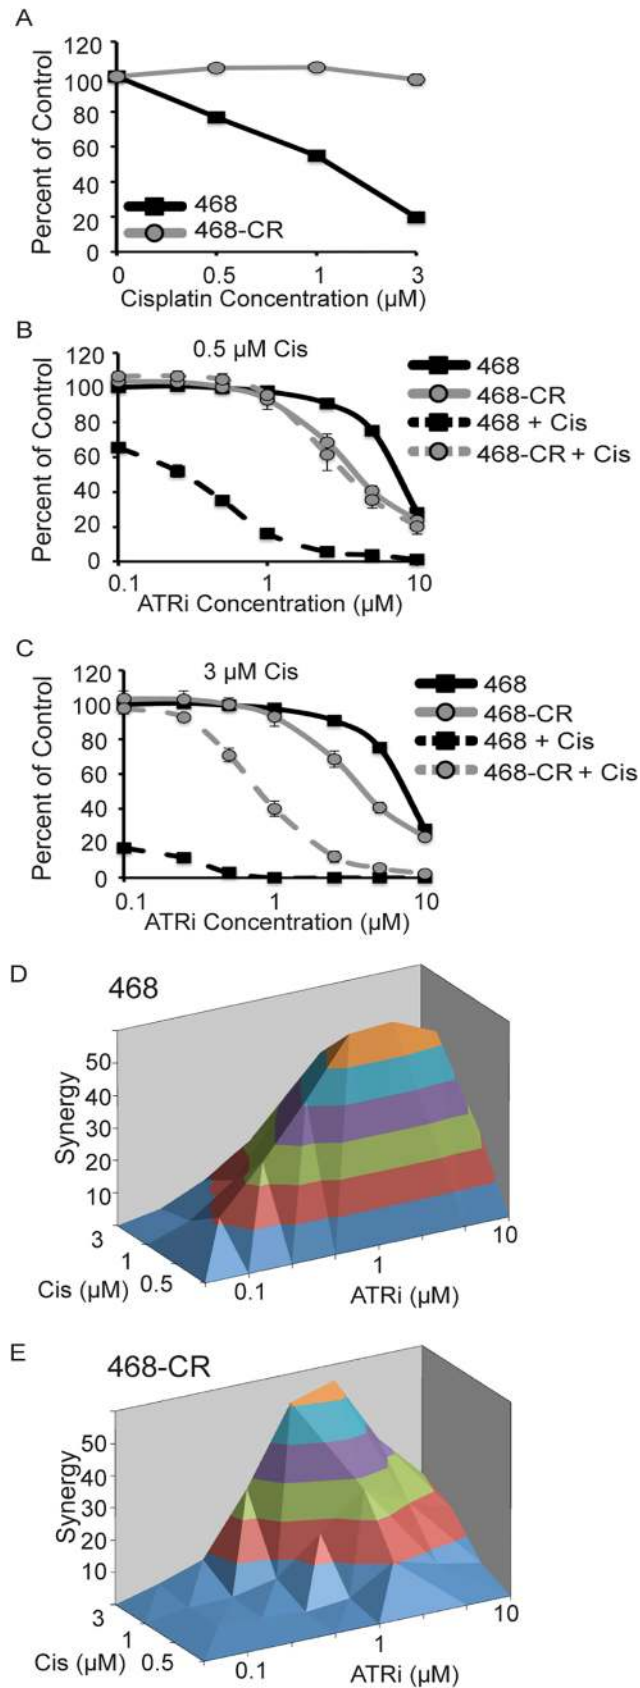 A
Percent of Control
120
100
80
60
40
20
0
468
468-CR
0 0.5 1 3
Cisplatin Concentration (µM)
B
0.5 µM Cis
Percent of Control
120
100
80
60
40
20
0
468
468-CR
468 + Cis
468-CR + Cis
0.1 1 10
ATRi Concentration (µM)
C
3 µM Cis
Percent of Control
120
100
80
60
40
20
0
468
468-CR
468 + Cis
468-CR + Cis
0.1 1 10
ATRi Concentration (µM)
D
468
Synergy
50
40
30
20
10
3
1
0.5
Cis (µM)
0.1
1
10
ATRi (µM)
E
468-CR
Synergy
50
40
30
20
10
3
1
0.5
Cis (µM)
0.1
1
10
ATRi (µM)